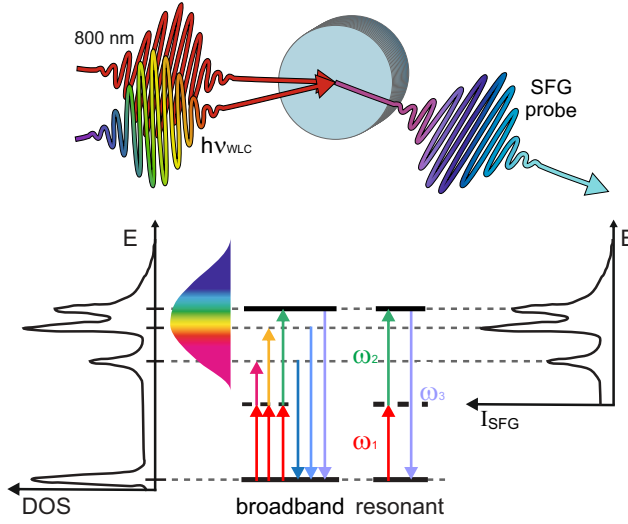 800 nm
SFG
probe
hνWLC
E
E
ω2
ω3
ISFG
ω1
DOS
broadband
resonant